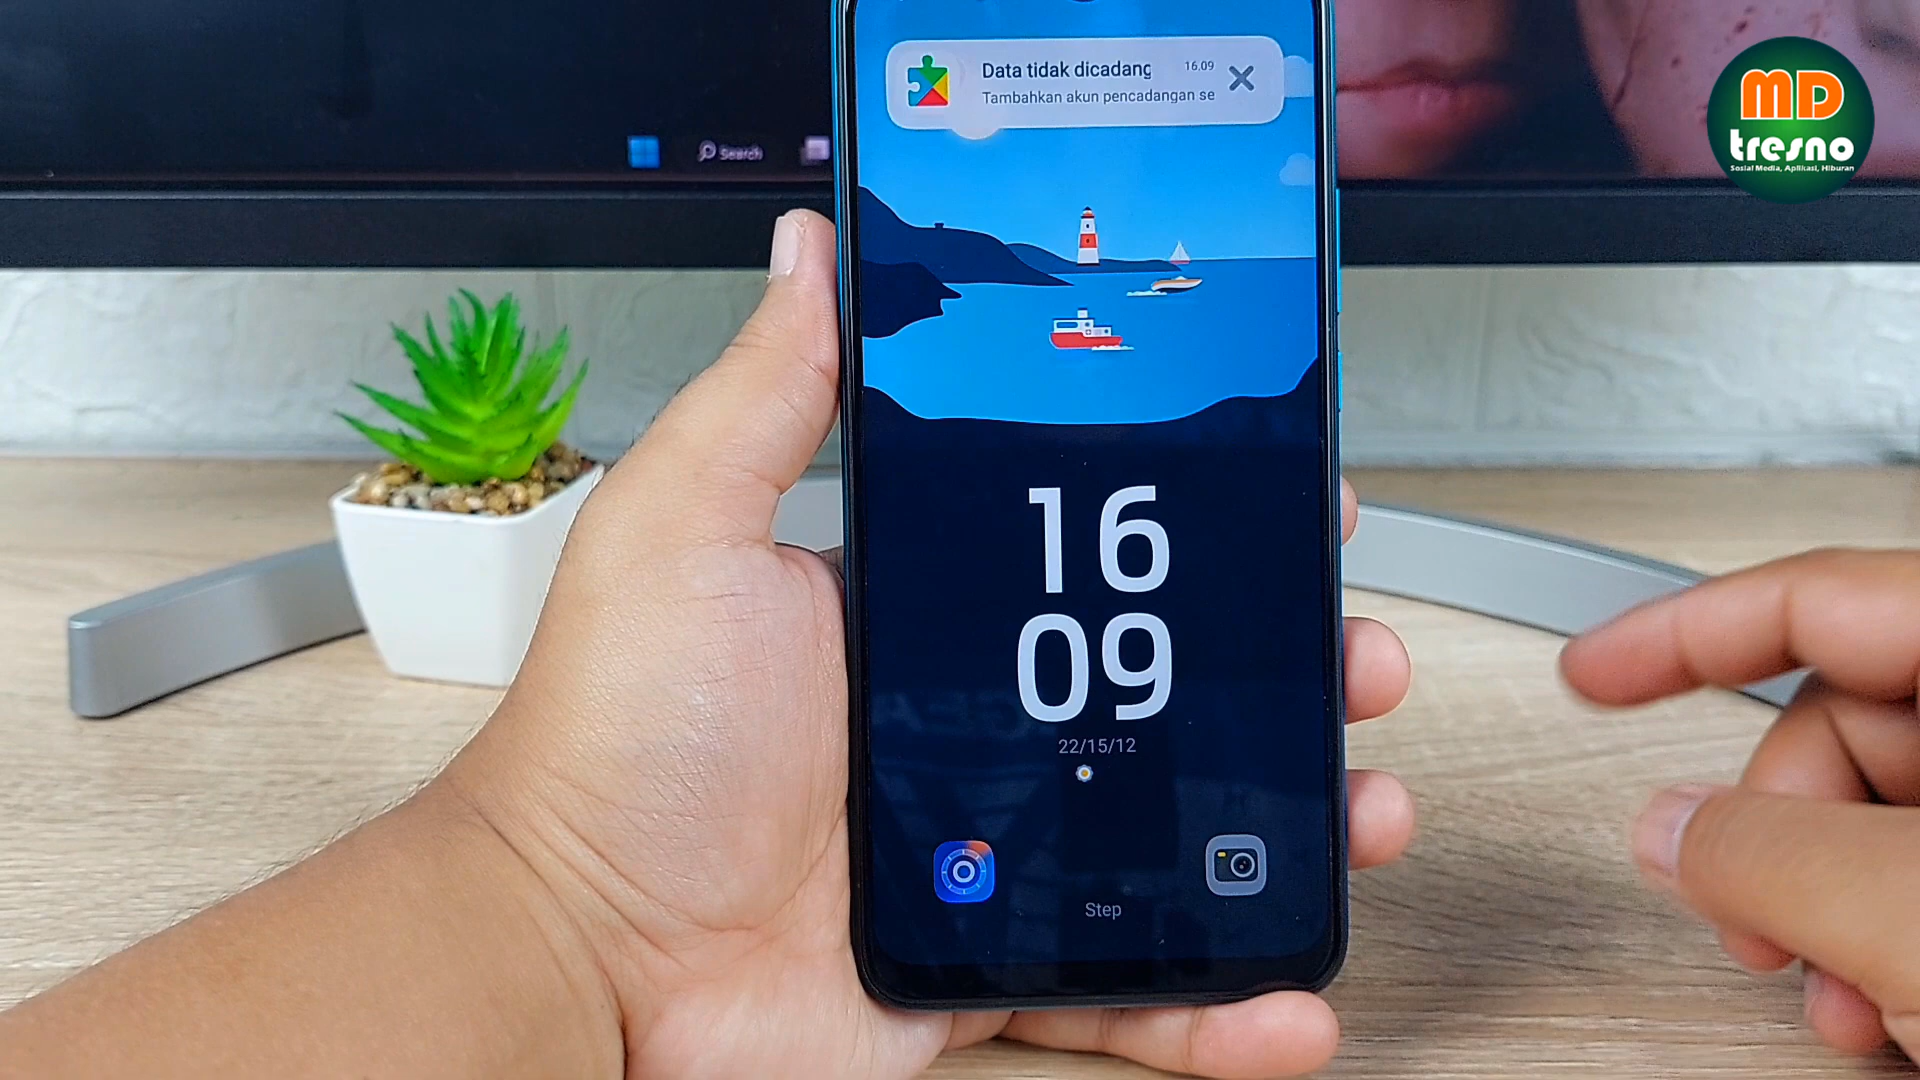 Data tidak dicadang
16.09
Tambahkan akun pencadangan se
Search
MD
tresno
Sosial Media, Aplikasi, Hiburan
16
09
22/15/12
Step